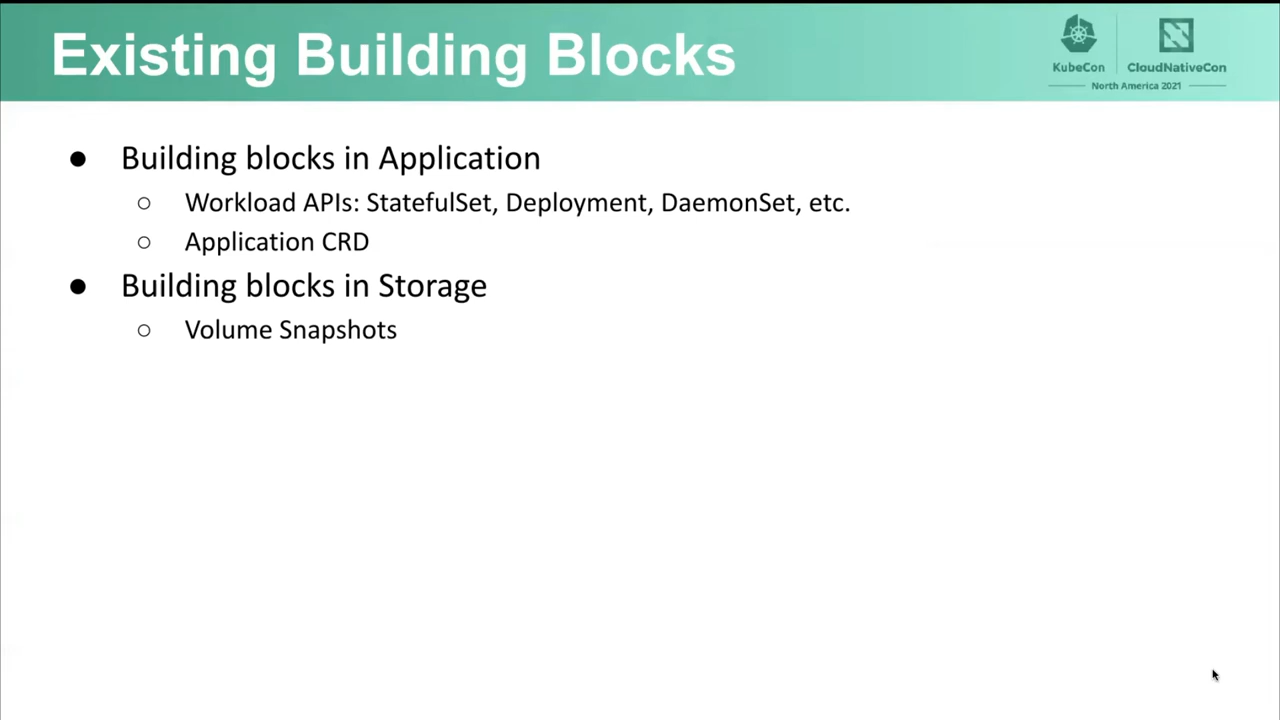 Existing Building Blocks
KubeCon
CloudNativeCon
North America 2021
● Building blocks in Application
○ Workload APIs: StatefulSet, Deployment, DaemonSet, etc.
○ Application CRD
● Building blocks in Storage
○ Volume Snapshots